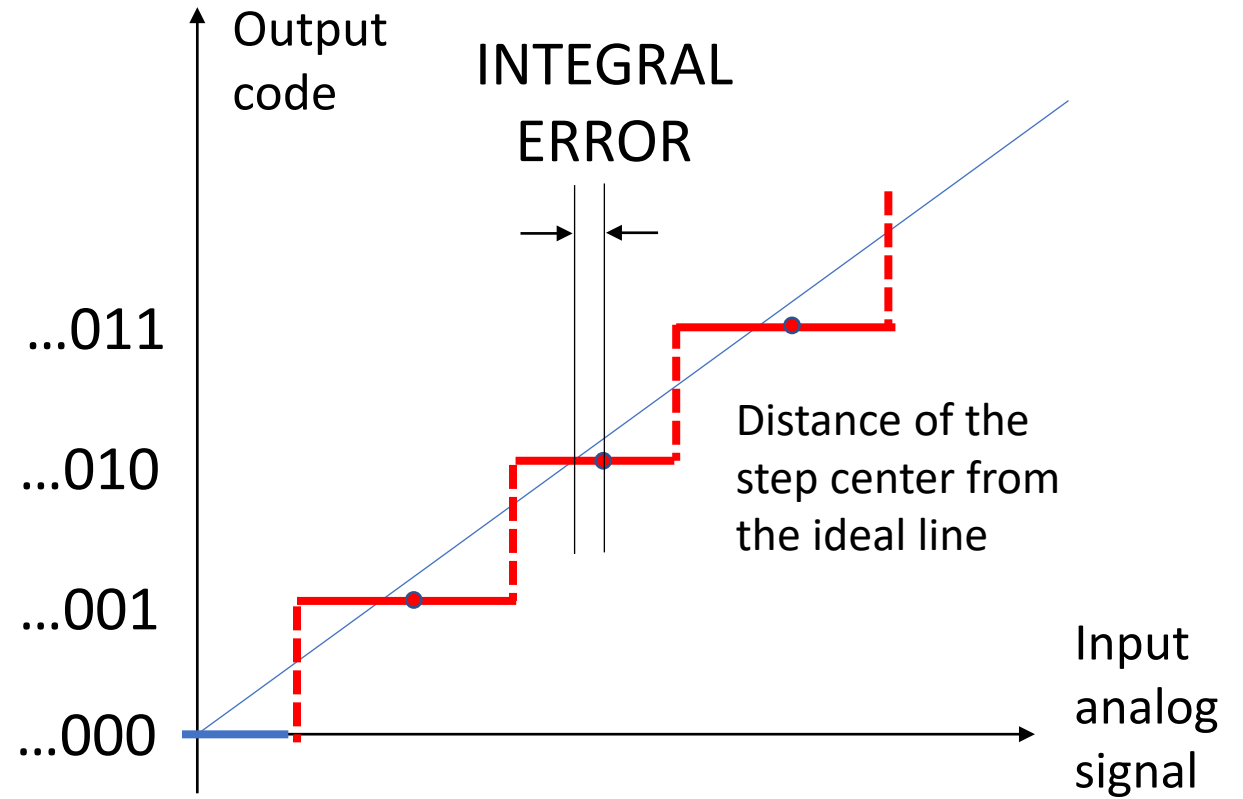 Output
code
INTEGRAL
ERROR
...011
...010
...001
...000
Distance of the
step center from
the ideal line
Input
analog
signal